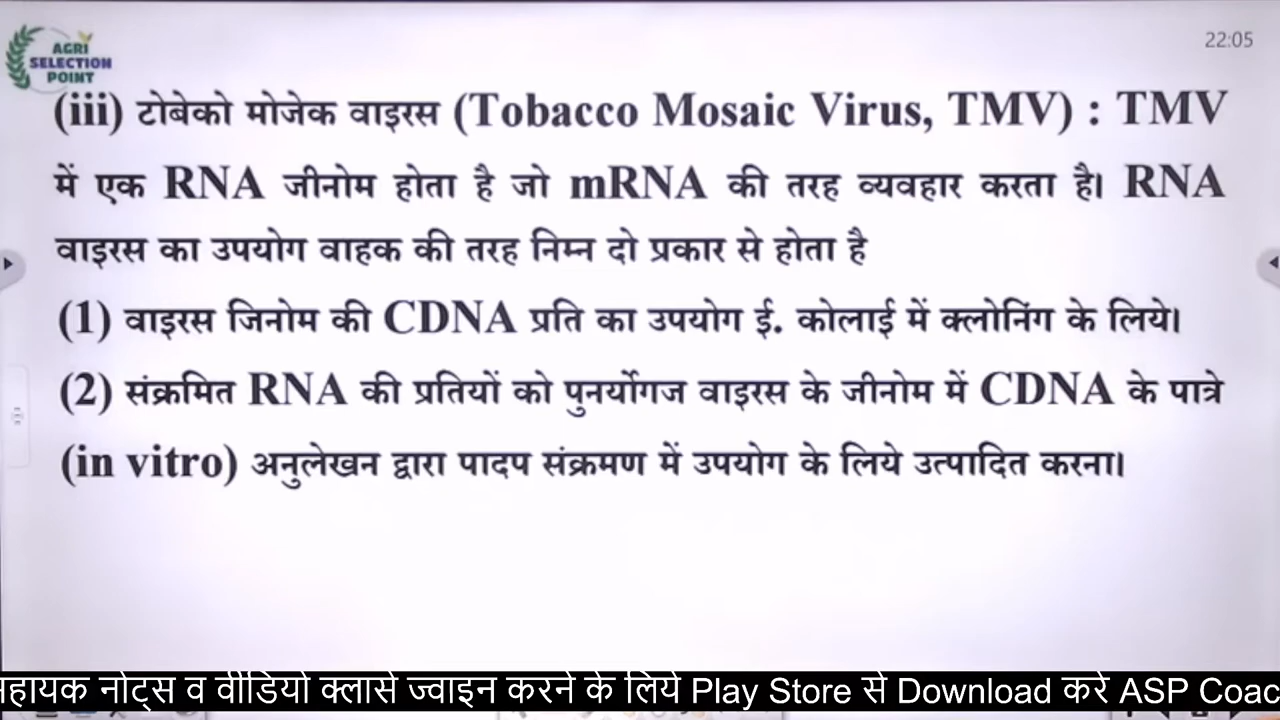 AGRI
SELECTION
POINT
22:05
(iii) टोबेको मोजेक वाइरस (Tobacco Mosaic Virus, TMV) : TMV
में एक RNA जीनोम होता है जो mRNA की तरह व्यवहार करता है। RNA
वाइरस का उपयोग वाहक की तरह निम्न दो प्रकार से होता है
(1) वाइरस जिनोम की CDNA प्रति का उपयोग ई. कोलाई में क्लोनिंग के लिये।
(2) संक्रमित RNA की प्रतियों को पुनर्योगज वाइरस के जीनोम में CDNA के पात्रे
(in vitro) अनुलेखन द्वारा पादप संक्रमण में उपयोग के लिये उत्पादित करना।
नोट्स व वीडियो क्लासे ज्वाइन करने के लिये Play Store से Download करे ASP